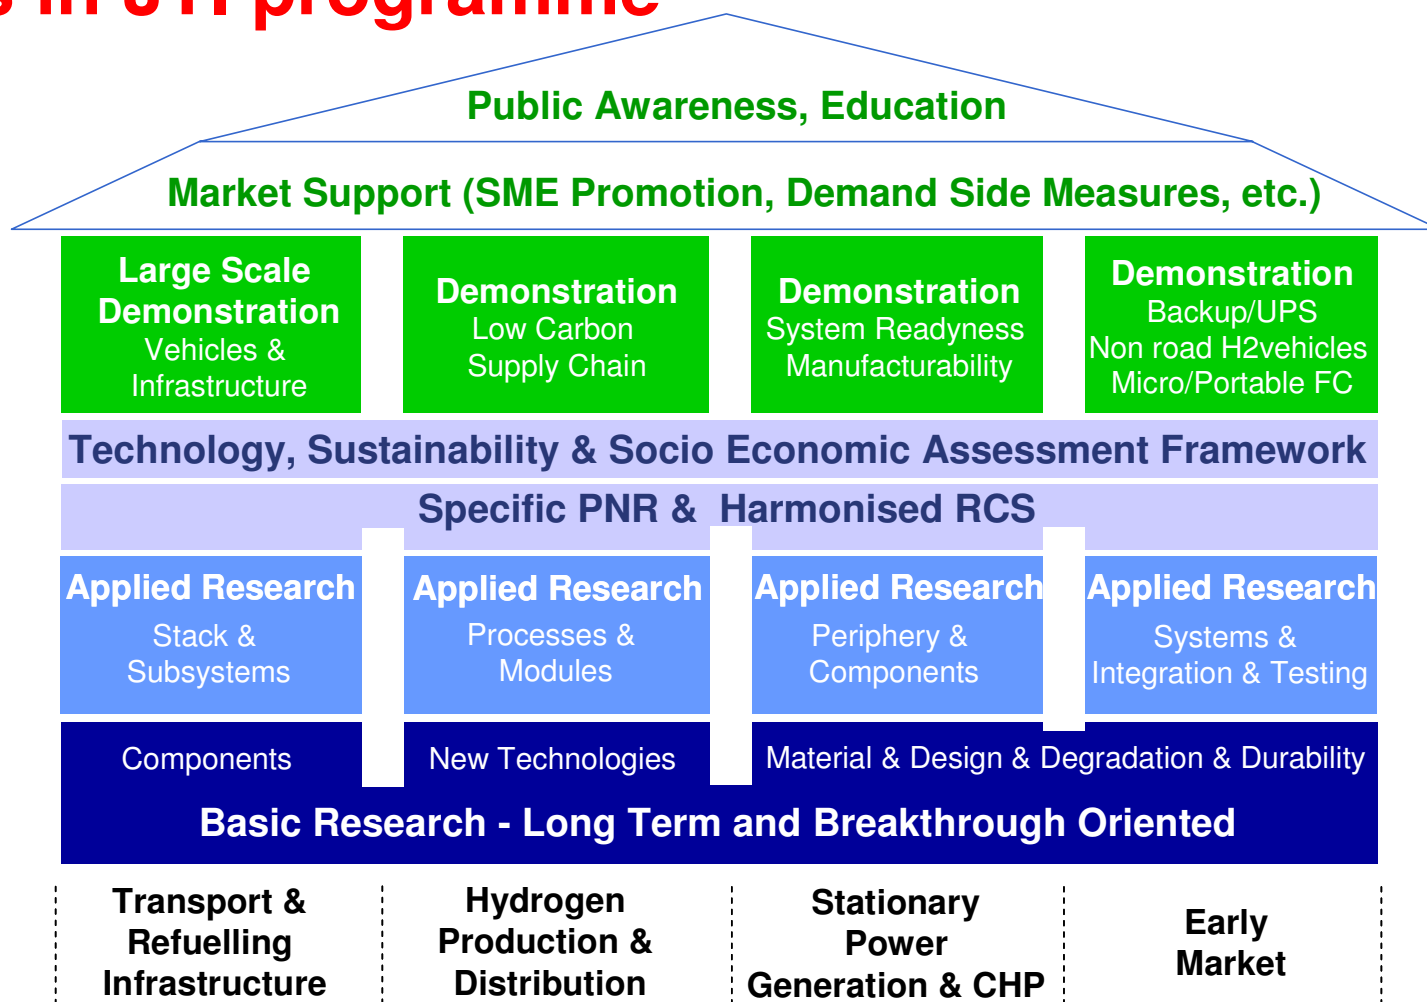 s in JTI programme
Public Awareness, Education
Market Support (SME Promotion, Demand Side Measures, etc.)
Large Scale
Demonstration
Vehicles &
Infrastructure
Demonstration
Low Carbon
Supply Chain
Demonstration
System Readyness
Manufacturability
Demonstration
Backup/UPS
Non road H2vehicles
Micro/Portable FC
Technology, Sustainability & Socio Economic Assessment Framework
Specific PNR & Harmonised RCS
Applied Research
Stack &
Subsystems
Applied Research
Processes &
Modules
Applied Research
Periphery &
Components
Applied Research
Systems &
Integration & Testing
Components
New Technologies
Material & Design & Degradation & Durability
Basic Research - Long Term and Breakthrough Oriented
Transport &
Refuelling
Infrastructure
Hydrogen
Production &
Distribution
Stationary
Power
Generation & CHP
Early
Market